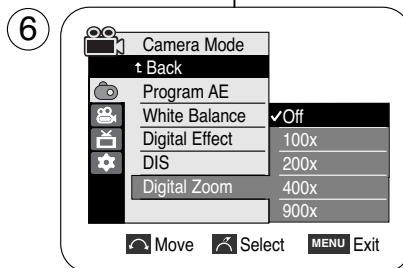 6
Camera Mode
Back
Program AE
White Balance
Off
Digital Effect
100x
DIS
200x
Digital Zoom
400x
900x
Move Select MENU Exit